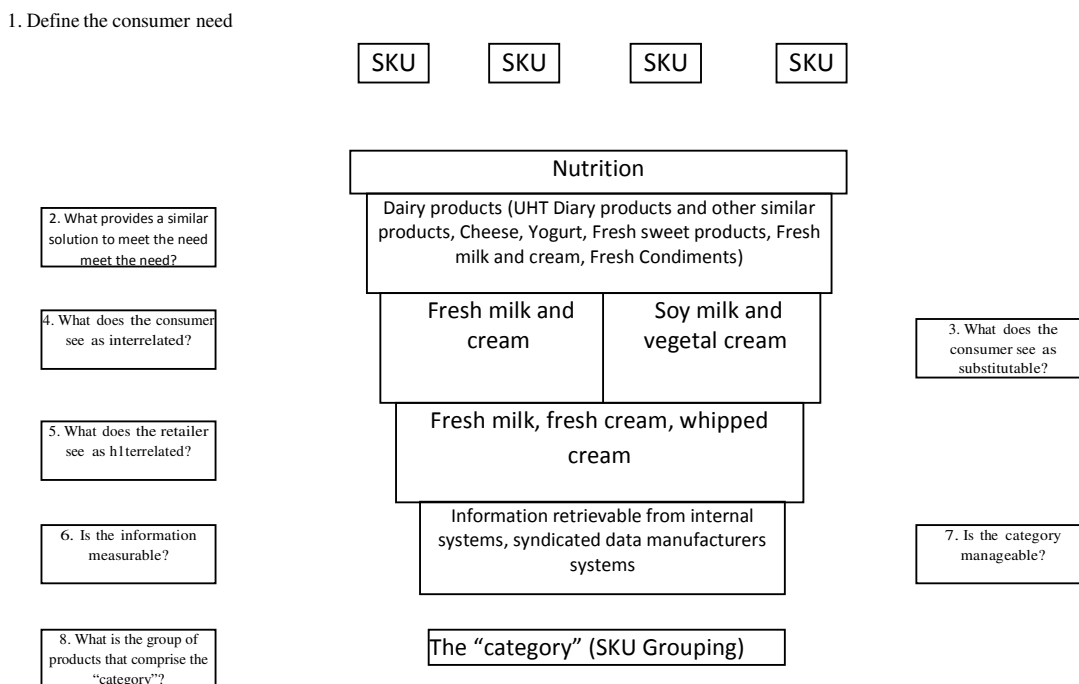 1. Define the consumer need
SKU SKU SKU SKU
Nutrition
2. What provides a similar
solution to meet the need
meet the need?
Dairy products (UHT Diary products and other similar
products, Cheese, Yogurt, Fresh sweet products, Fresh
milk and cream, Fresh Condiments)
4. What does the consumer
see as interrelated?
Fresh milk and
cream
Soy milk and
vegetal cream
3. What does the
consumer see as
substitutable?
5. What does the retailer
see as h1terrelated?
Fresh milk, fresh cream, whipped
cream
6. Is the information
measurable?
Information retrievable from internal
systems, syndicated data manufacturers
systems
7. Is the category
manageable?
8. What is the group of
products that comprise the
“category”?
The “category” (SKU Grouping)